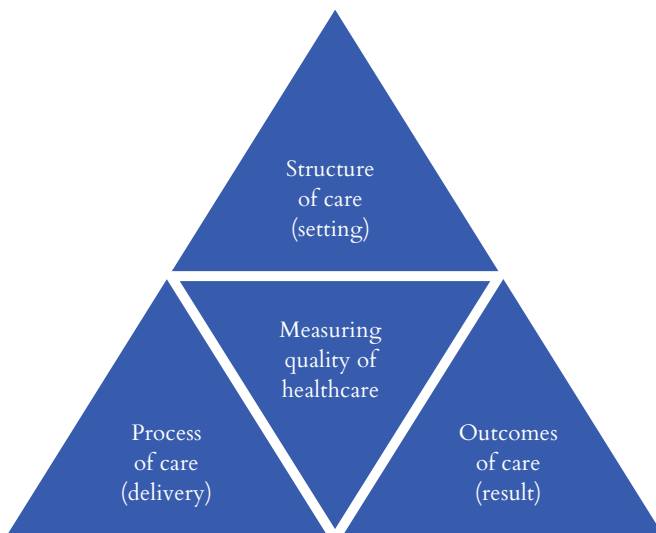 Structure
of care
(setting)
Measuring
quality of
healthcare
Process
of care
(delivery)
Outcomes
of care
(result)